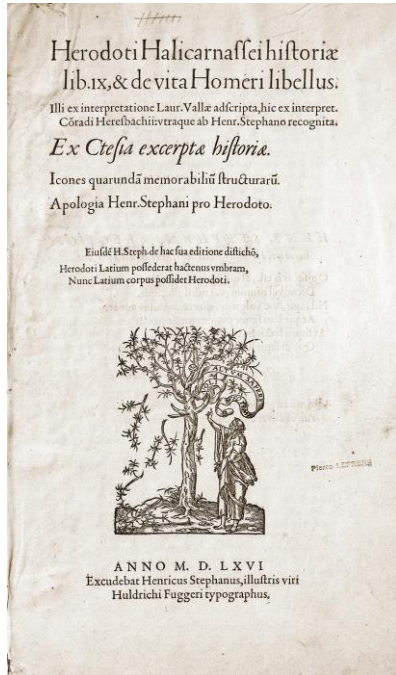 Herodoti Halicarnaſſei hiſtoriæ
lib.ix,& de vita Homeri libellus.
Illi ex interpretatione Laur.Vallæ adſcripta,hic ex interpret.
Cōradi Heresbachii:vtraque ab Henr.Stephano recognita.
Ex Cteſia excerptæ hiſtoriæ.
Icones quarundā memorabiliū ſtructurarū.
Apologia Henr.Stephani pro Herodoto.
Eiuſdē H.Steph.de hac ſua editione diſtichō,
Herodoti Latium poſſederat hactenus vmbram,
Nunc Latium corpus poſſidet Herodoti.
Pierre
ANNO M. D. LXVI
Excudebat Henricus Stephanus,illuſtris viri
Huldrichi Fuggeri typographus,